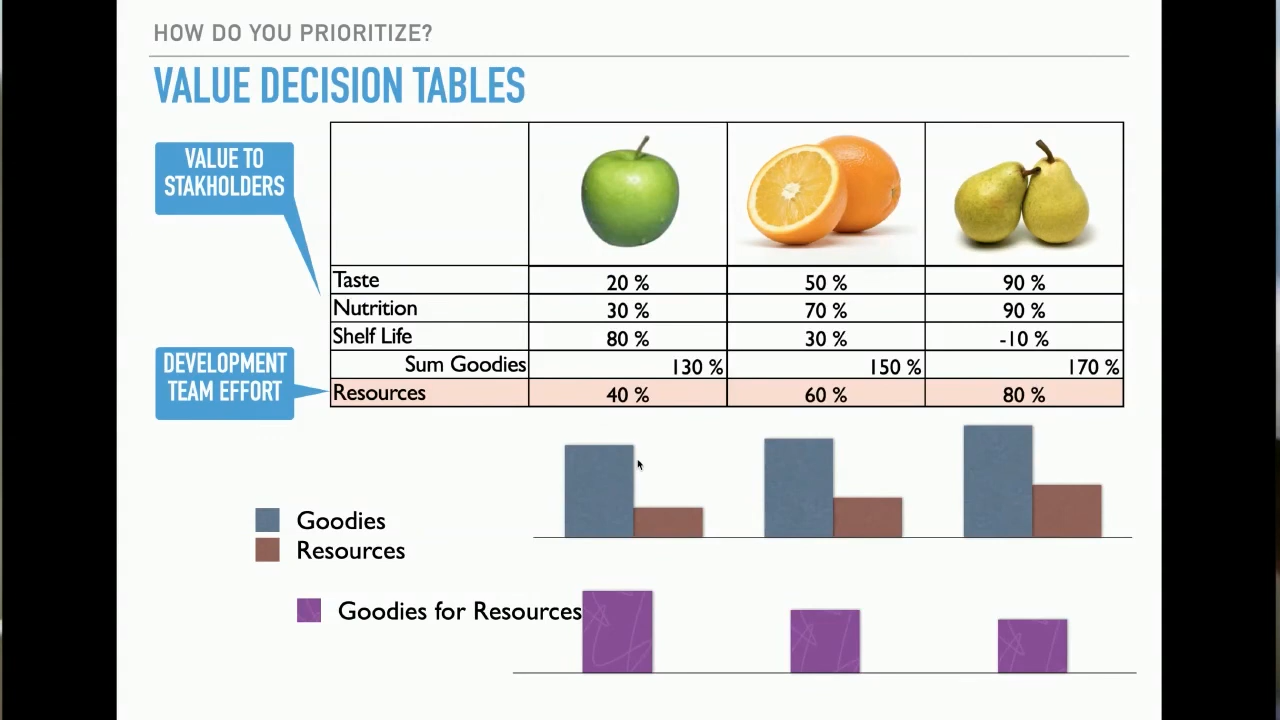 HOW DO YOU PRIORITIZE?
VALUE DECISION TABLES
VALUE TO
STAKHOLDERS
Taste 20 % 50 % 90 %
Nutrition 30 % 70 % 90 %
Shelf Life 80 % 30 % -10 %
Sum Goodies 130 % 150 % 170 %
DEVELOPMENT
TEAM EFFORT
Resources 40 % 60 % 80 %
Goodies
Resources
Goodies for Resources